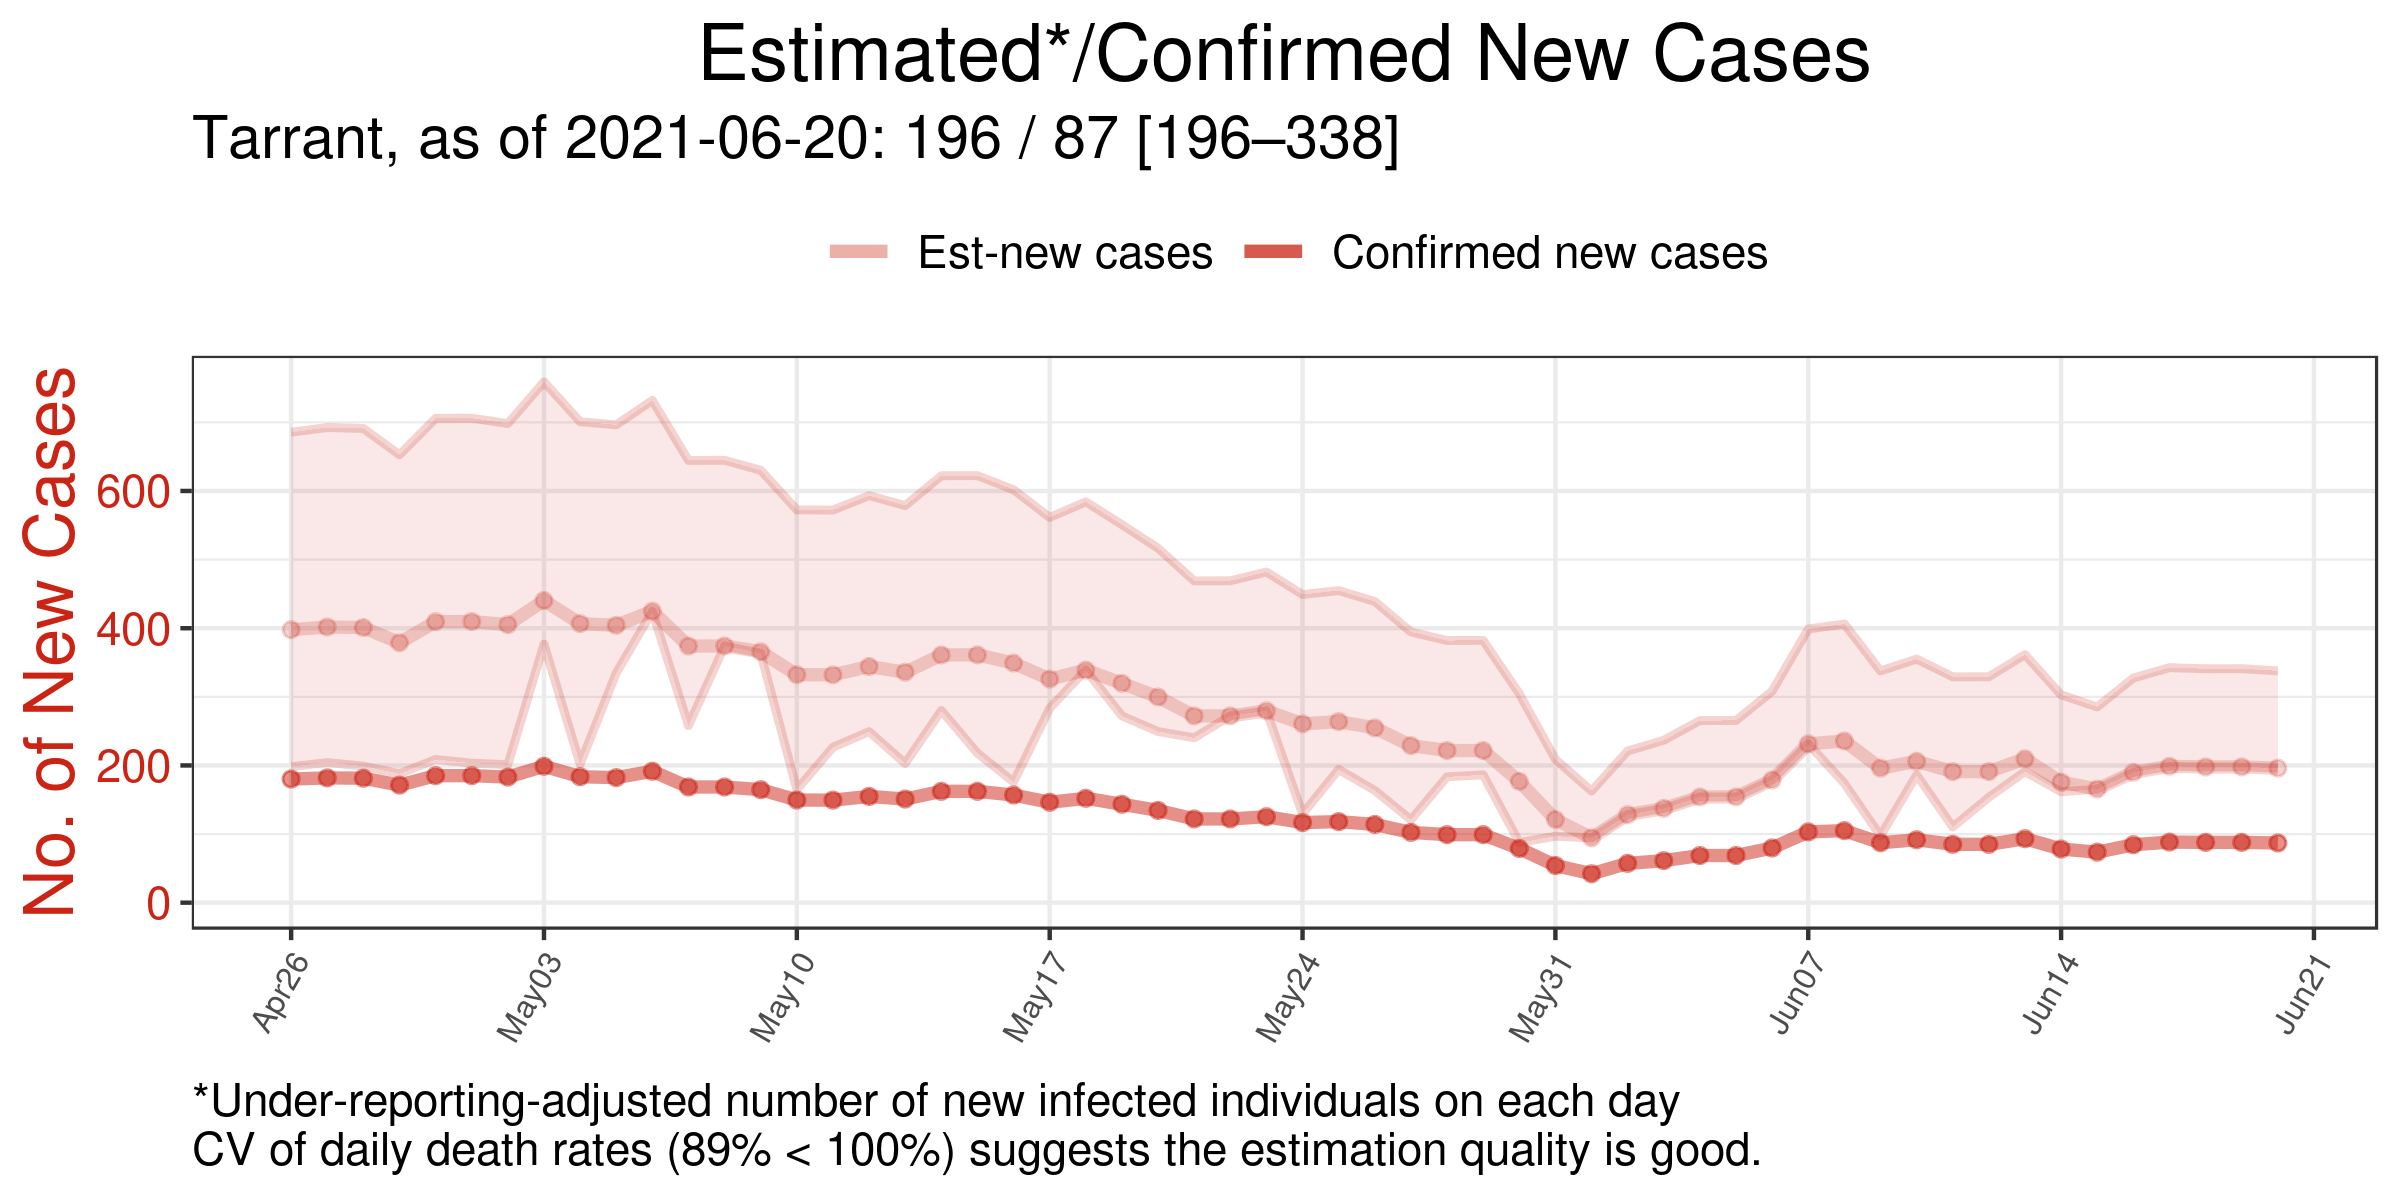 Estimated*/Confirmed New Cases
Tarrant, as of 2021-06-20: 196 / 87 [196–338]
Est-new cases Confirmed new cases
No. of New Cases
600
400
200
0
Apr26 May03 May10 May17 May24 May31 Jun07 Jun14 Jun21
*Under-reporting-adjusted number of new infected individuals on each day
CV of daily death rates (89% < 100%) suggests the estimation quality is good.